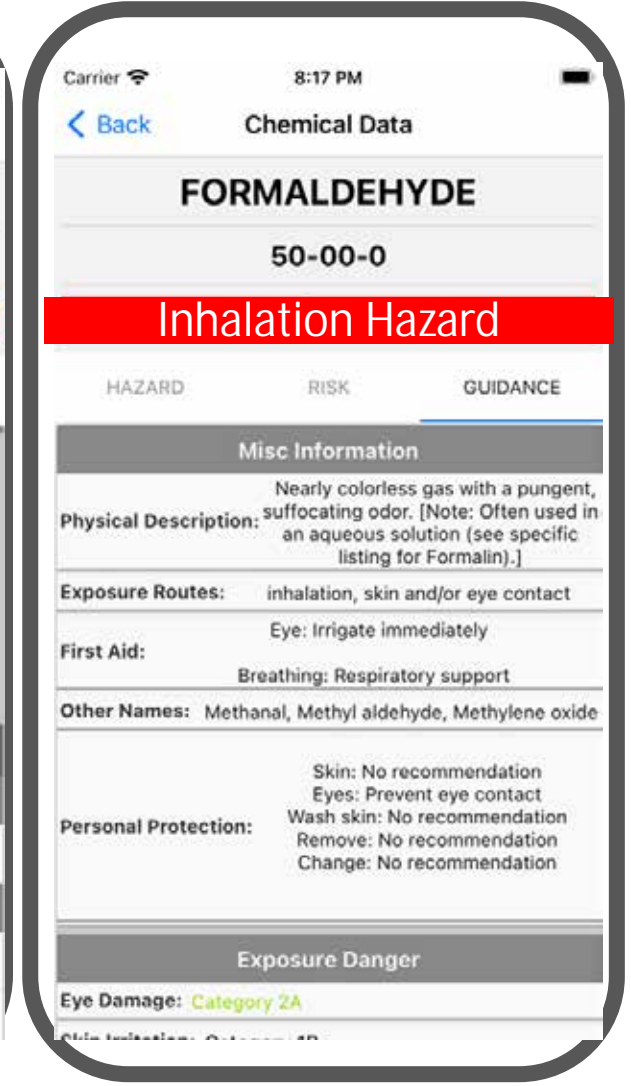 Carrier 8:17 PM
Back Chemical Data
FORMALDEHYDE
50-00-0
Inhalation Hazard
HAZARD RISK GUIDANCE
Misc Information
Physical Description: Nearly colorless gas with a pungent,
suffocating odor. [Note: Often used in
an aqueous solution (see specific
listing for Formalin).]
Exposure Routes: inhalation, skin and/or eye contact
First Aid: Eye: Irrigate immediately
Breathing: Respiratory support
Other Names: Methanal, Methyl aldehyde, Methylene oxide
Personal Protection: Skin: No recommendation
Eyes: Prevent eye contact
Wash skin: No recommendation
Remove: No recommendation
Change: No recommendation
Exposure Danger
Eye Damage: Category 2A